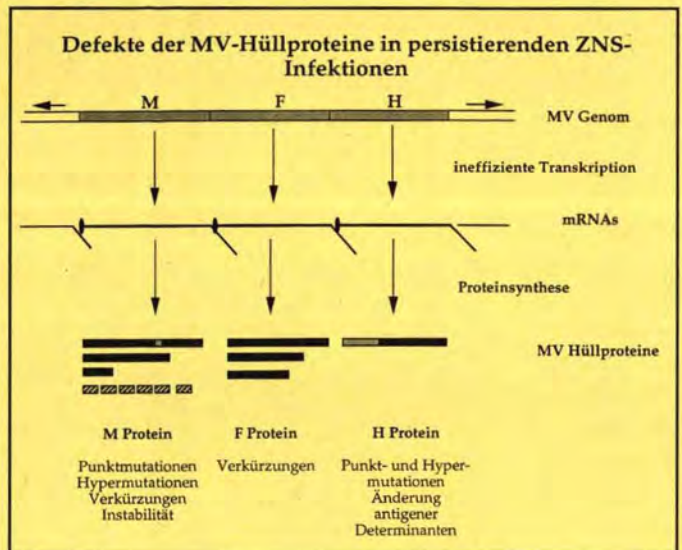 Defekte der MV-Hüllproteine in persistierenden ZNS-
Infektionen
M F H
MV Genom
ineffiziente Transkription
mRNAs
Proteinsynthese
MV Hüllproteine
M Protein
Punktmutationen
Hypermutationen
Verkürzungen
Instabilität
F Protein
Verkürzungen
H Protein
Punkt- und Hyper-
mutationen
Änderung
antigener
Determinanten